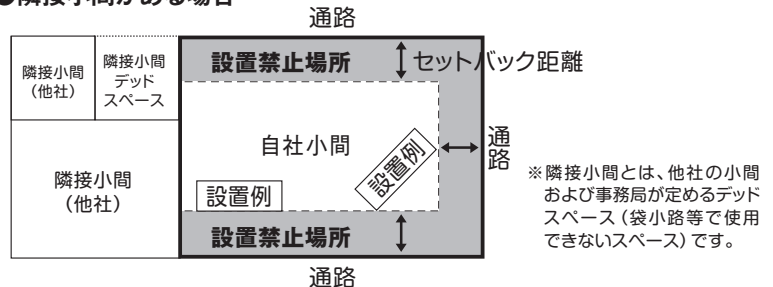 ●隣接小間がある場合
通路
隣接小間
(他社)
隣接小間
デッド
スペース
設置禁止場所
セットバック距離
自社小間
設置例
通路
隣接小間
(他社)
設置例
設置禁止場所
通路
※隣接小間とは、他社の小間
および事務局が定めるデッド
スペース(袋小路等で使用
できないスペース)です。